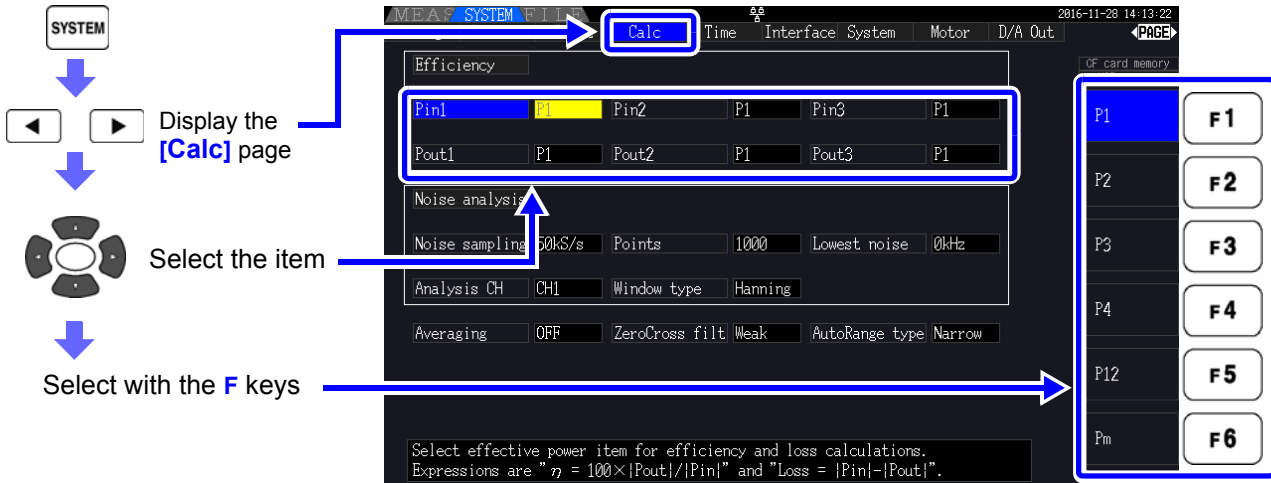 SYSTEM
Display the
[Calc] page
Select the item
Select with the F keys
MEAS SYSTEM FILE
2016-11-28 14:13:22
Calc Time Interface System Motor D/A Out PAGE
CF card memory
Efficiency
Pin1 P1 Pin2 P1 Pin3 P1
Pout1 P1 Pout2 P1 Pout3 P1
Noise analysis
Noise sampling 50kS/s Points 1000 Lowest noise 0kHz
Analysis CH CH1 Window type Hanning
Averaging OFF ZeroCross filt Weak AutoRange type Narrow
Select effective power item for efficiency and loss calculations.
Expressions are "η = 100×|Pout|/|Pin|" and "Loss = |Pin|-|Pout|".
P1 F1
P2 F2
P3 F3
P4 F4
P12 F5
Pm F6